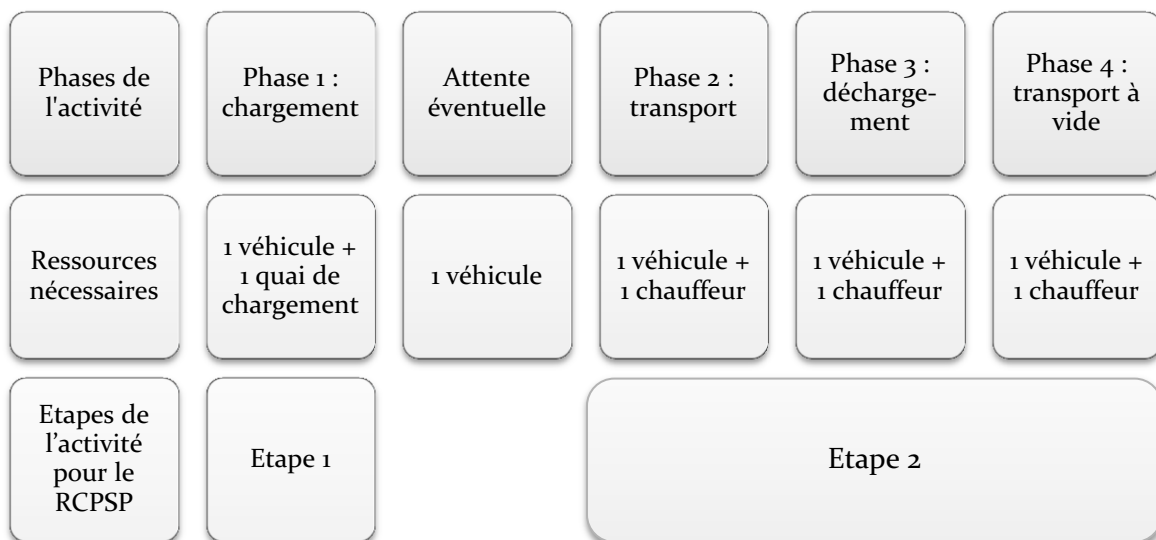 Phases de
l'activité
Phase 1 :
chargement
Attente
éventuelle
Phase 2 :
transport
Phase 3 :
décharge-
ment
Phase 4 :
transport à
vide
Ressources
nécessaires
1 véhicule +
1 quai de
chargement
1 véhicule
1 véhicule +
1 chauffeur
1 véhicule +
1 chauffeur
1 véhicule +
1 chauffeur
Etapes de
l’activité
pour le
RCPSP
Etape 1
Etape 2